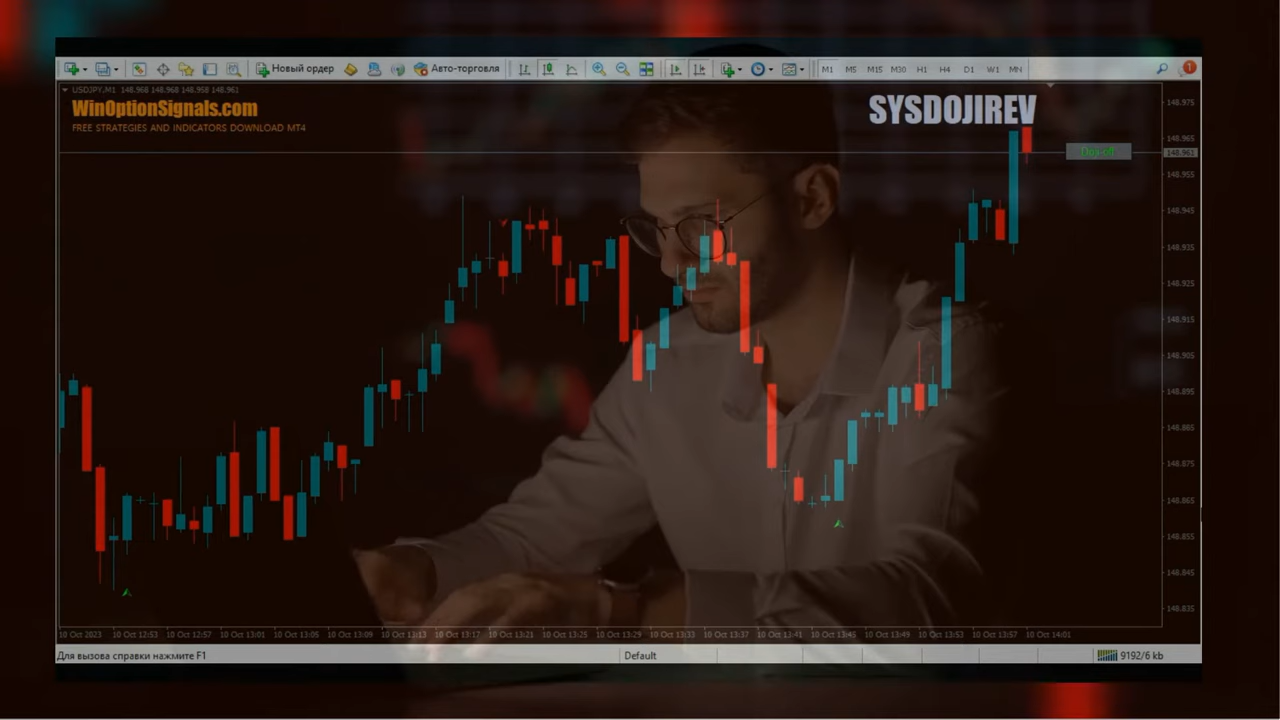 Новый ордер
Авто-торговля
M1 M5 M15 M30 H1 H4 D1 W1 MN
1
USDJPY,M1 148.968 148.968 148.958 148.961
WinOptionSignals.com
FREE STRATEGIES AND INDICATORS DOWNLOAD MT4
SYSDOJIREV
148.975
148.965
148.961
148.955
148.945
148.935
148.925
148.915
148.905
148.895
148.885
148.875
148.865
148.855
148.845
148.835
10 Oct 2023 10 Oct 12:53 10 Oct 12:57 10 Oct 13:01 10 Oct 13:05 10 Oct 13:09 10 Oct 13:13 10 Oct 13:17 10 Oct 13:21 10 Oct 13:25 10 Oct 13:29 10 Oct 13:33 10 Oct 13:37 10 Oct 13:41 10 Oct 13:45 10 Oct 13:49 10 Oct 13:53 10 Oct 13:57 10 Oct 14:01
Для вызова справки нажмите F1
Default
9192/6 kb